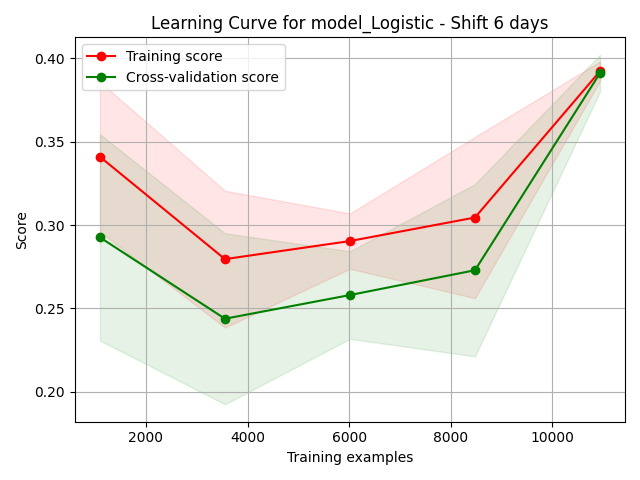 Learning Curve for model_Logistic - Shift 6 days
Training score
Cross-validation score
0.40
0.35
0.30
0.25
0.20
Score
2000 4000 6000 8000 10000
Training examples